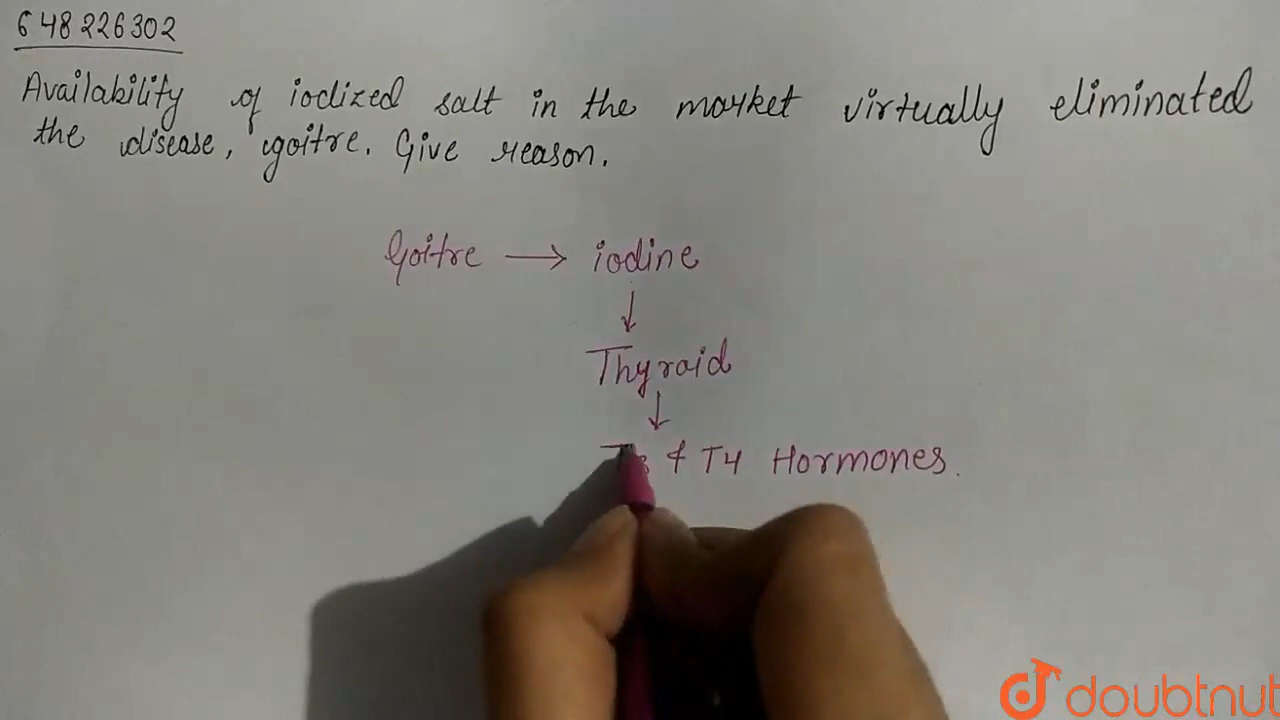 648226302
Availability of iodized salt in the market virtually eliminated
the disease, goitre. Give reason.
Goitre → iodine
↓
Thyroid
↓
T3 & T4 Hormones.
doubtnut